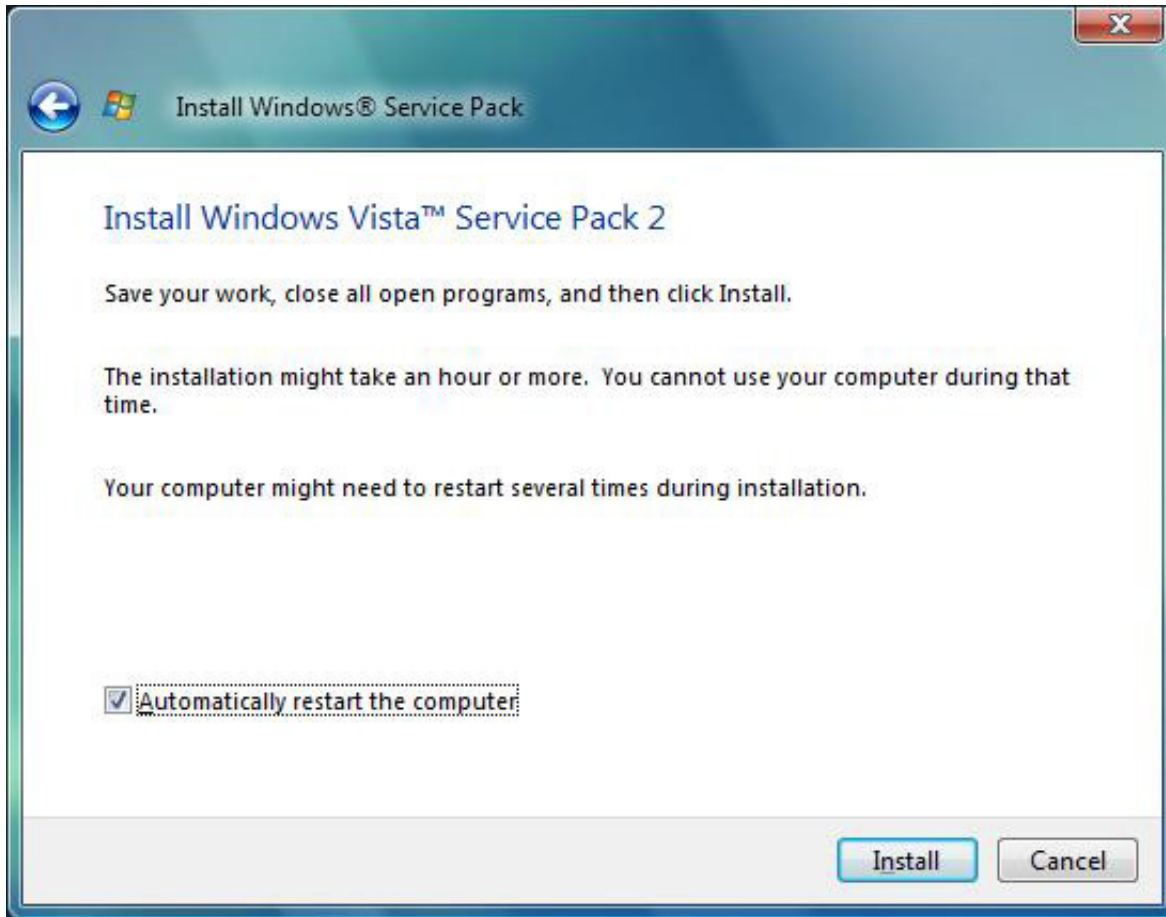 Install Windows® Service Pack
Install Windows Vista™ Service Pack 2
Save your work, close all open programs, and then click Install.
The installation might take an hour or more.  You cannot use your computer during that
time.
Your computer might need to restart several times during installation.
Automatically restart the computer
Install
Cancel